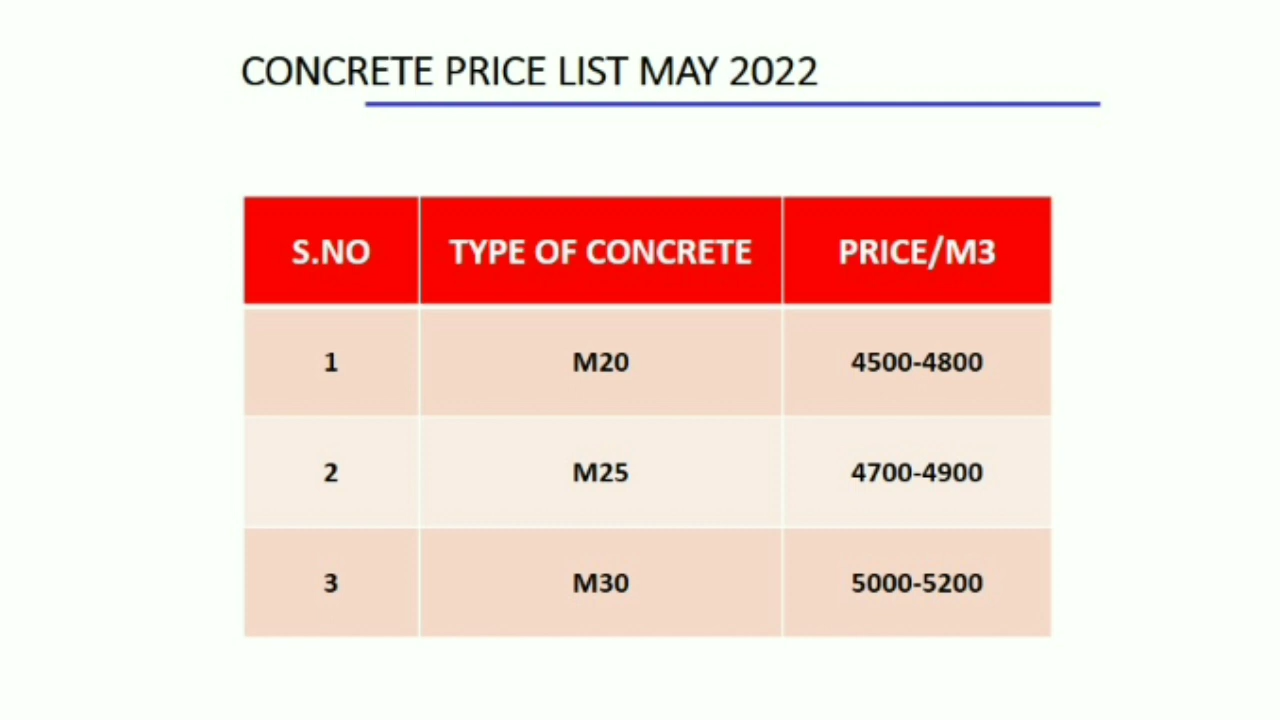 CONCRETE PRICE LIST MAY 2022
S.NO TYPE OF CONCRETE PRICE/M3
1 M20 4500-4800
2 M25 4700-4900
3 M30 5000-5200